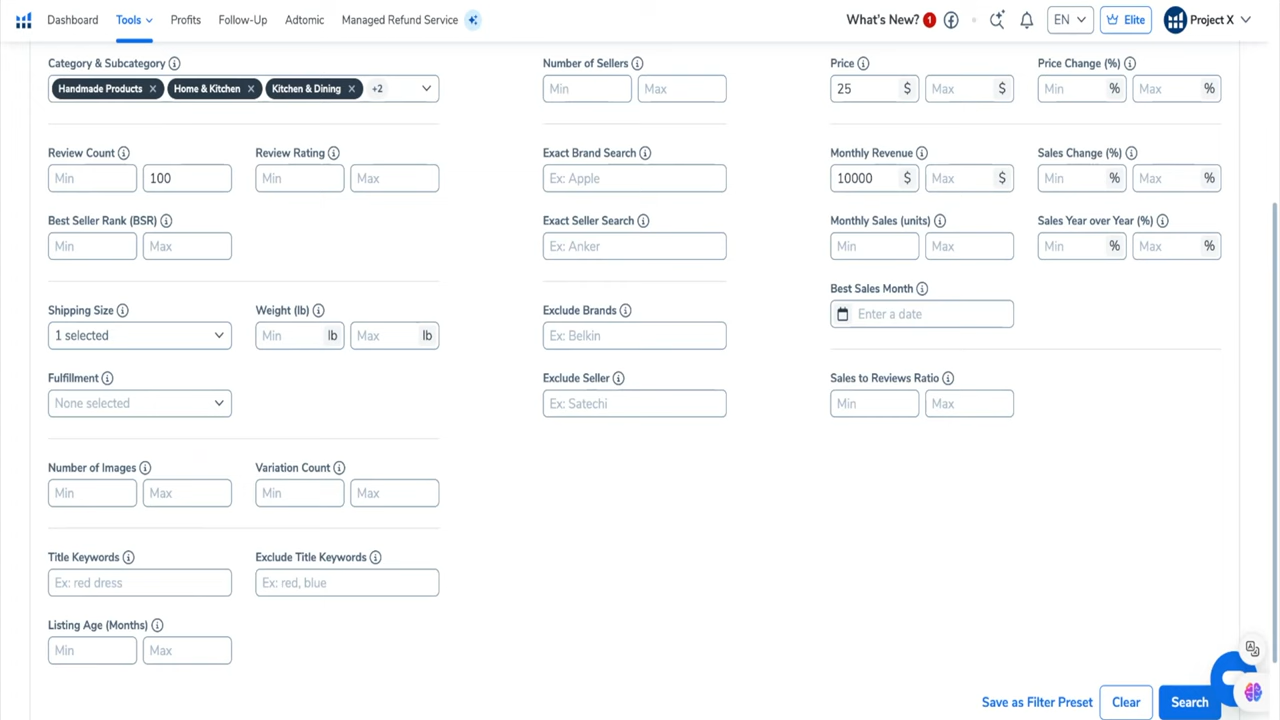 Dashboard Tools Profits Follow-Up Adtomic Managed Refund Service What's New? 1 EN Elite Project X
Category & Subcategory Number of Sellers Price Price Change (%)
Handmade Products × Home & Kitchen × Kitchen & Dining × +2 Min Max 25 $ Max $ Min % Max %
Review Count Review Rating Exact Brand Search Monthly Revenue Sales Change (%)
Min 100 Min Max Ex: Apple 10000 $ Max $ Min % Max %
Best Seller Rank (BSR) Exact Seller Search Monthly Sales (units) Sales Year over Year (%)
Min Max Ex: Anker Min Max Min % Max %
Best Sales Month
Shipping Size Weight (lb) Exclude Brands
Enter a date
1 selected Min lb Max lb Ex: Belkin
Fulfillment Exclude Seller Sales to Reviews Ratio
None selected Ex: Satechi Min Max
Number of Images Variation Count
Min Max Min Max
Title Keywords Exclude Title Keywords
Ex: red dress Ex: red, blue
Listing Age (Months)
Min Max
Save as Filter Preset Clear Search